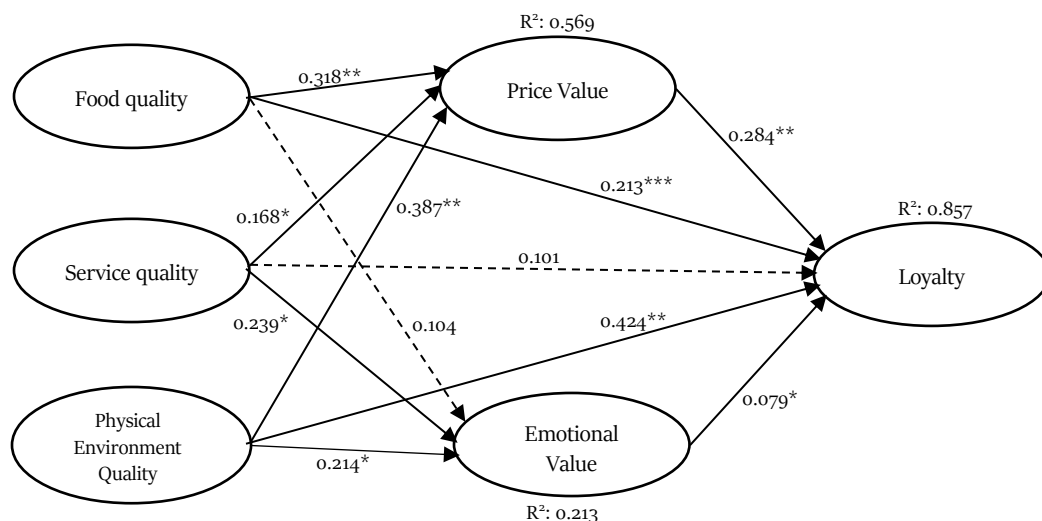 R²: 0.569
Food quality
0.318**
Price Value
0.284**
0.213***
0.168*
0.387**
R²: 0.857
Service quality
0.101
Loyalty
0.239*
0.104
0.424**
0.079*
Physical
Environment
Quality
0.214*
Emotional
Value
R²: 0.213